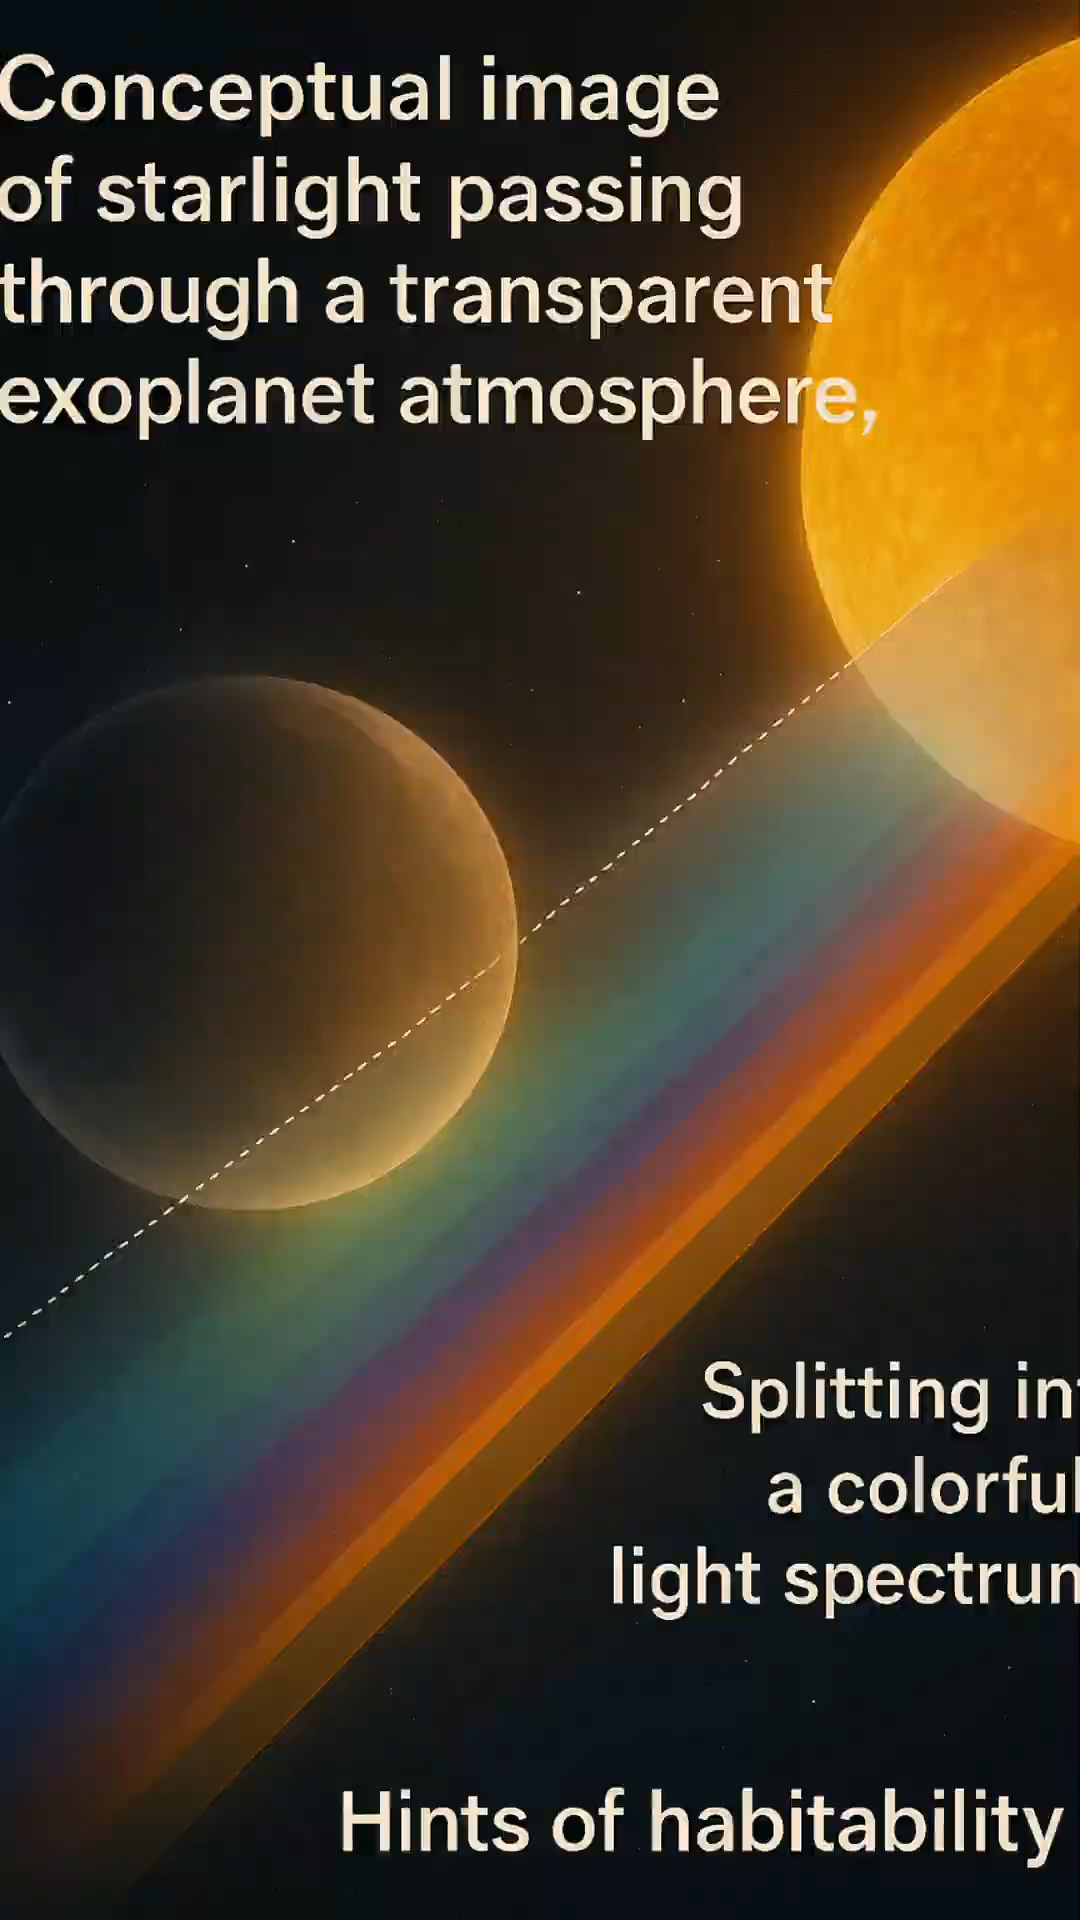 Conceptual image
of starlight passing
through a transparent
exoplanet atmosphere,
Splitting
a colorful
light
Hints of habitability